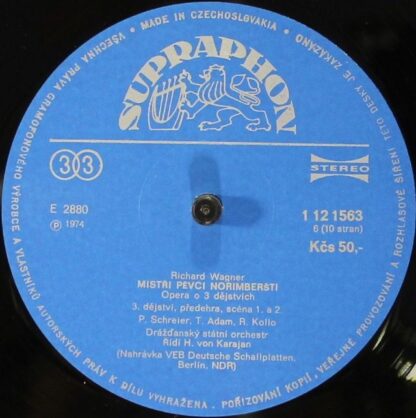 MADE IN CZECHOSLOVAKIA
SUPRAPHON
33
STEREO
E 2880
℗ 1974
1 12 1563
6 (10 stran)
Kčs 50,-
Richard Wagner
MISTŘI PĚVCI NORIMBERŠTÍ
Opera o 3 dějstvích
3. dějství, předehra, scéna 1. a 2.
P. Schreier, T. Adam, R. Kollo
Drážďanský státní orchestr
Řídí H. von Karajan
(Nahrávka VEB Deutsche Schallplatten,
Berlin, NDR)
VŠECHNA PRÁVA GRAMOFONOVÉHO VÝROBCE A VLASTNÍKŮ AUTORSKÝCH PRÁV K DÍLU VYHRAŽENA. POŘIZOVÁNÍ KOPIÍ, VEŘEJNÉ PROVOZOVÁNÍ A ROZHLASOVÉ ŠÍŘENÍ TÉTO DESKY JE ZAKÁZÁNO